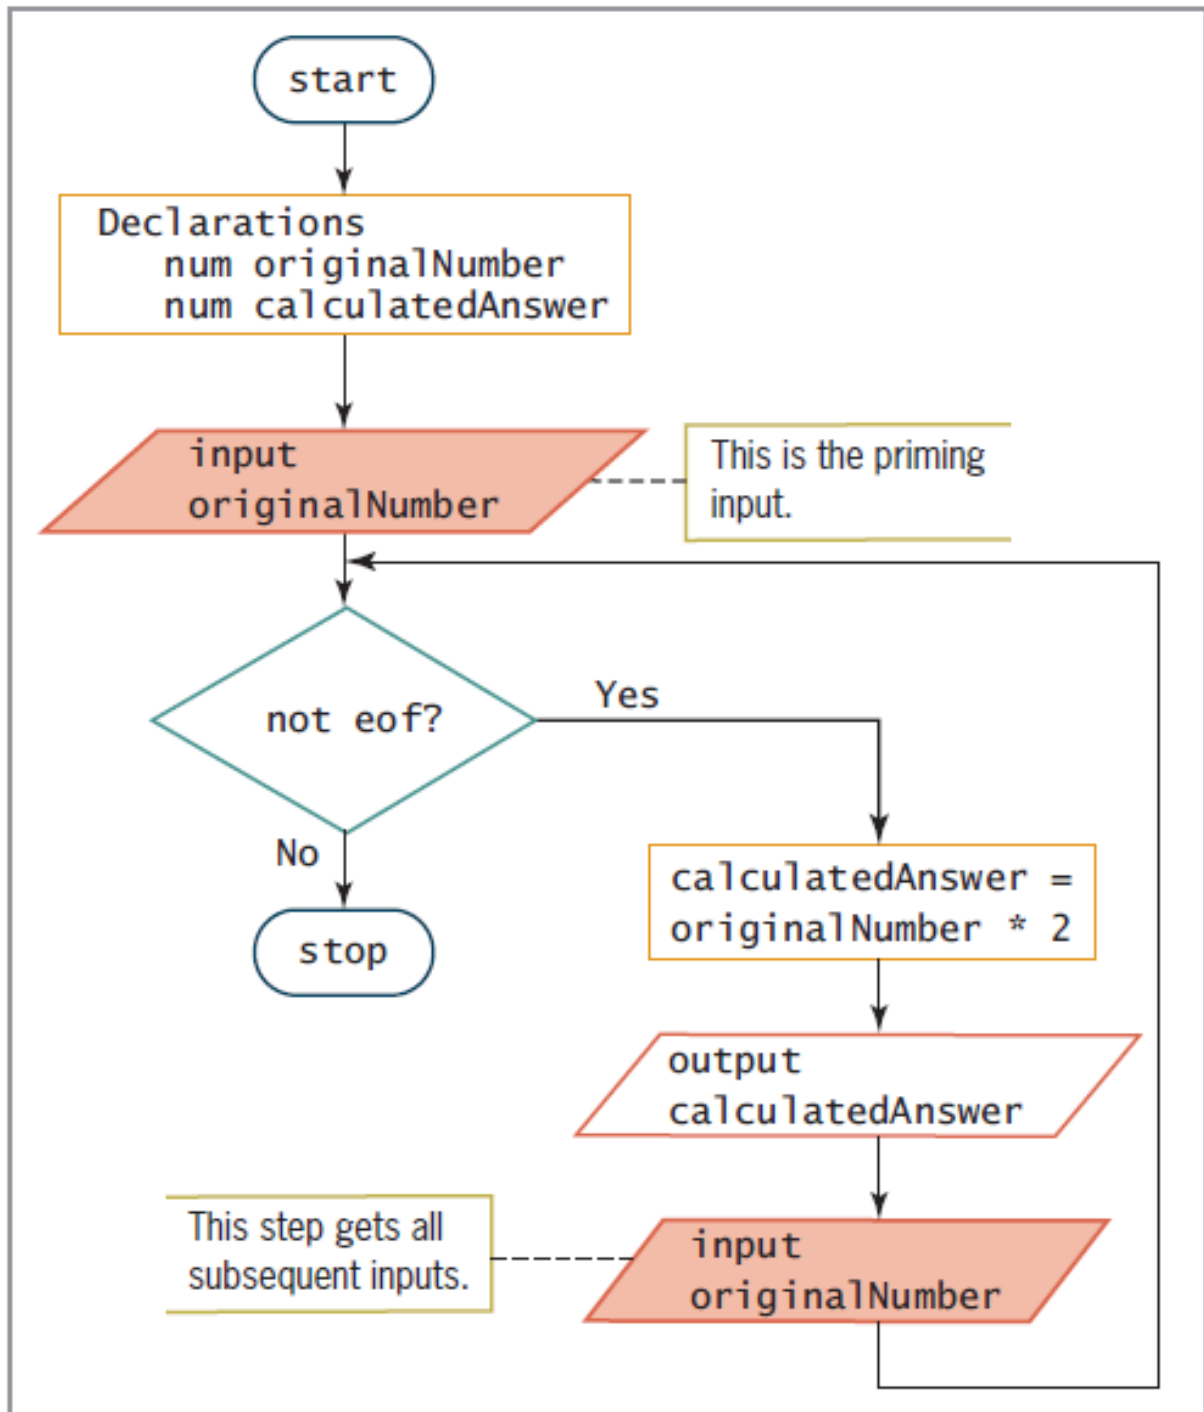 start
Declarations
num originalNumber
num calculatedAnswer
input
originalNumber
This is the priming
input.
not eof?
Yes
No
stop
calculatedAnswer =
originalNumber * 2
output
calculatedAnswer
This step gets all
subsequent inputs.
input
originalNumber